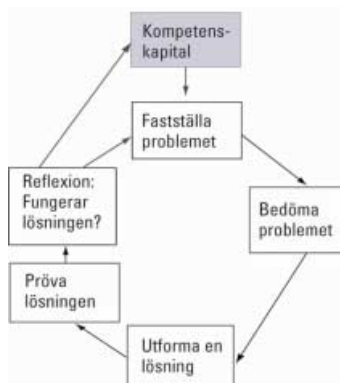 Kompetens-
kapital
Fastställa
problemet
Bedöma
problemet
Utforma en
lösning
Pröva
lösningen
Reflexion:
Fungerar
lösningen?